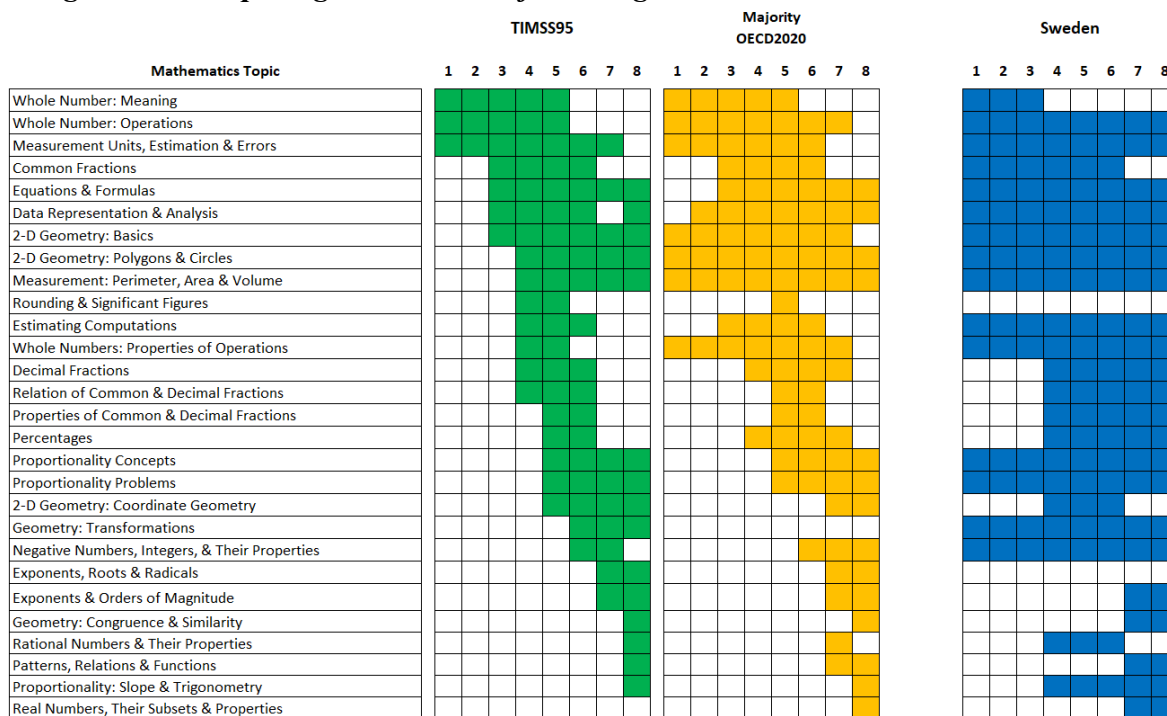 TIMSS95
Majority
OECD2020
Sweden
Mathematics Topic
1 2 3 4 5 6 7 8
1 2 3 4 5 6 7 8
1 2 3 4 5 6 7 8
Whole Number: Meaning
Whole Number: Operations
Measurement Units, Estimation & Errors
Common Fractions
Equations & Formulas
Data Representation & Analysis
2-D Geometry: Basics
2-D Geometry: Polygons & Circles
Measurement: Perimeter, Area & Volume
Rounding & Significant Figures
Estimating Computations
Whole Numbers: Properties of Operations
Decimal Fractions
Relation of Common & Decimal Fractions
Properties of Common & Decimal Fractions
Percentages
Proportionality Concepts
Proportionality Problems
2-D Geometry: Coordinate Geometry
Geometry: Transformations
Negative Numbers, Integers, & Their Properties
Exponents, Roots & Radicals
Exponents & Orders of Magnitude
Geometry: Congruence & Similarity
Rational Numbers & Their Properties
Patterns, Relations & Functions
Proportionality: Slope & Trigonometry
Real Numbers, Their Subsets & Properties